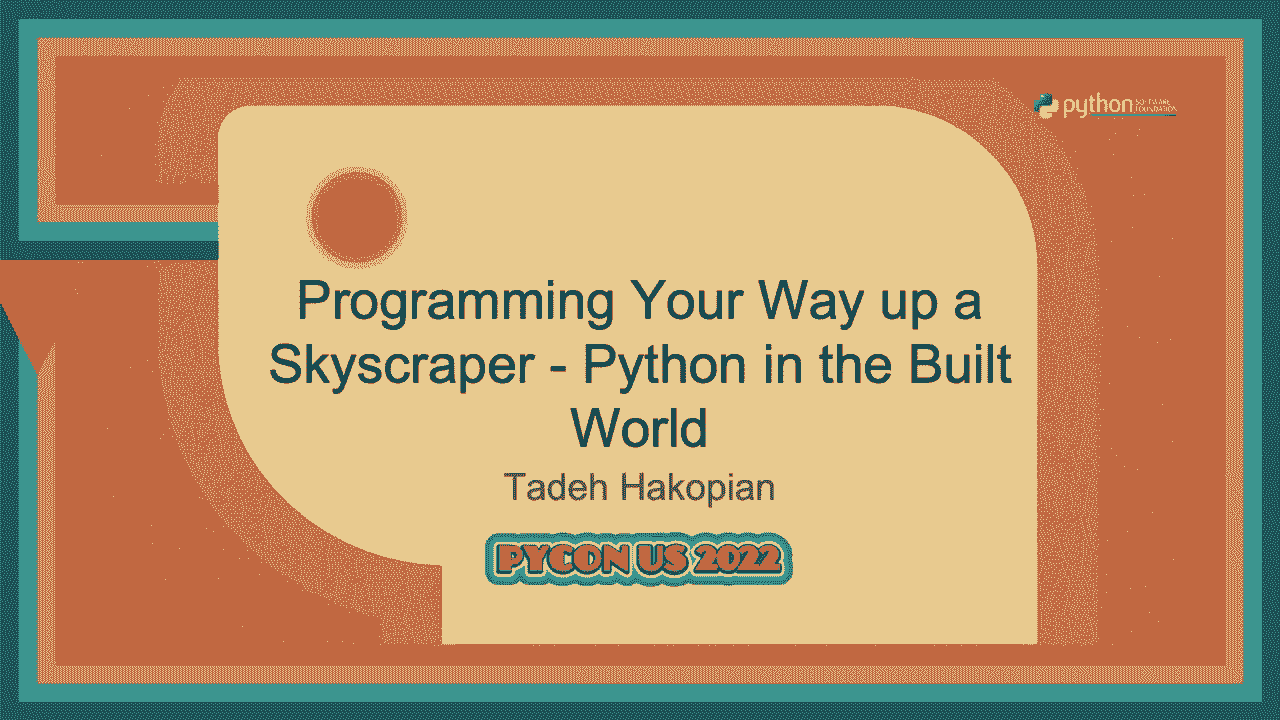 python SOFTWARE
FOUNDATION
Programming Your Way up a
Skyscraper - Python in the Built
World
Tadeh Hakopian
PYCON US 2022